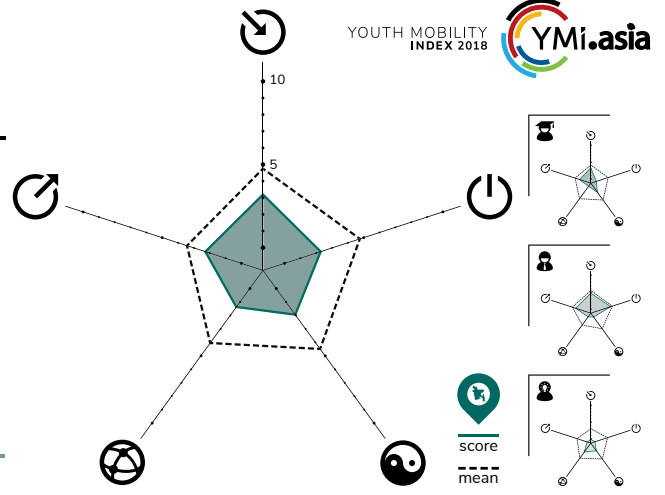 YOUTH MOBILITY
INDEX 2018
YMi.asia
10
5
score
mean